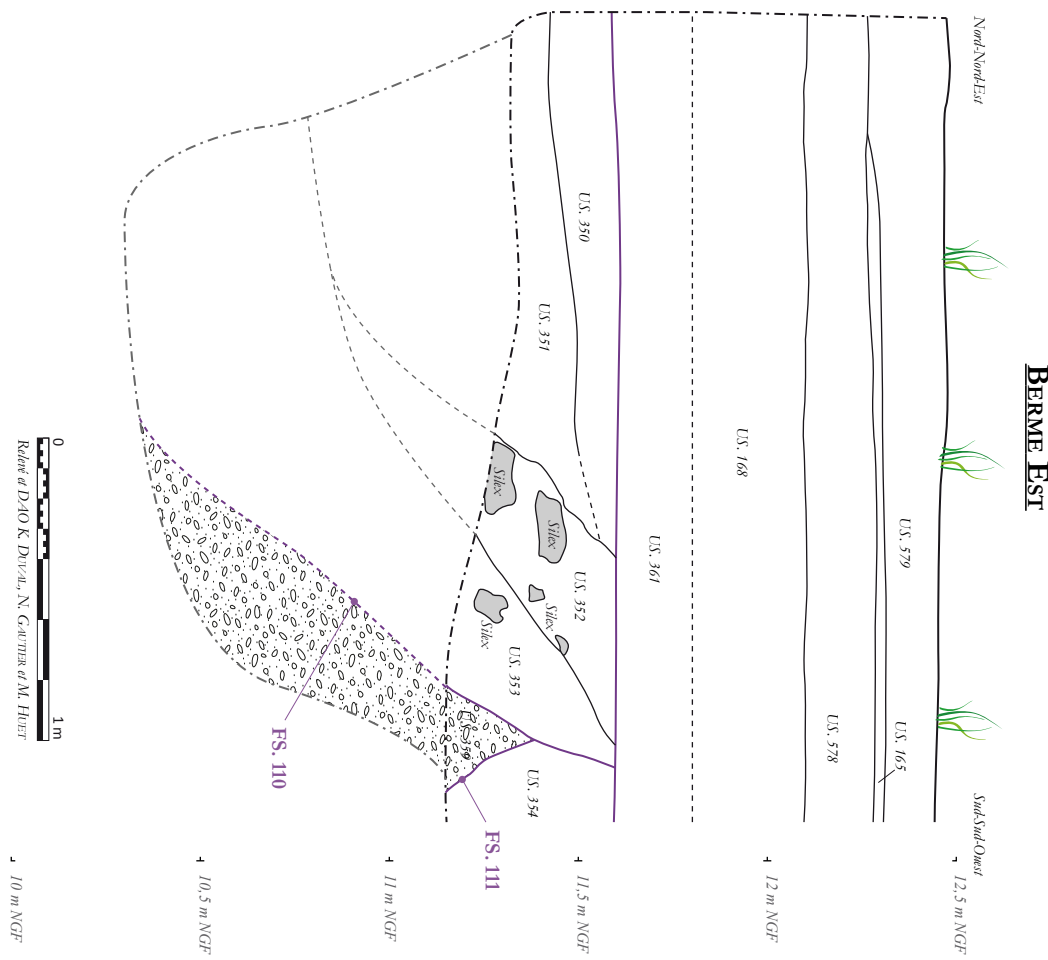 BERME EST
Nord-Nord-Est
Sud-Sud-Ouest
US. 579
US. 165
US. 578
US. 168
US. 361
US. 350
US. 351
US. 352
US. 353
US. 354
US. 359
Silex
Silex
Silex
Silex
FS. 110
FS. 111
12,5 m NGF
12 m NGF
11,5 m NGF
11 m NGF
10,5 m NGF
10 m NGF
0
1m
Relevé et DAO K. DUVAL, N. GAUTIER et M. HUET